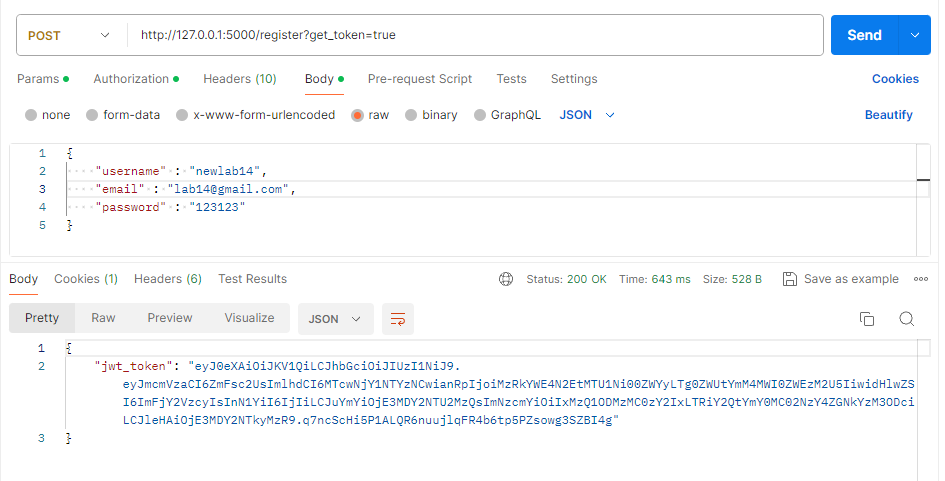 POST http://127.0.0.1:5000/register?get_token=true Send
Params Authorization Headers (10) Body Pre-request Script Tests Settings Cookies
none form-data x-www-form-urlencoded raw binary GraphQL JSON Beautify
1 {
2 "username" : "newlab14",
3 "email" : "lab14@gmail.com",
4 "password" : "123123"
5 }
Body Cookies (1) Headers (6) Test Results Status: 200 OK Time: 643 ms Size: 528 B Save as example
Pretty Raw Preview Visualize JSON
1 {
2 "jwt_token": "eyJ0eXAiOiJKV1QiLCJhbGciOiJIUzI1NiJ9.
eyJmcmVzaCI6ZmFsc2UsImlhdCI6MTcwNjY1NTYzNCwianRpIjoiMzRkYWE4N2EtMTU1Ni00ZWYyLTg0ZWUtYmM4MWI0ZWEzM2U5IiwidHlwZS
I6ImFjY2VzcyIsInN1YiI6IjIiLCJuYmYiOjE3MDY2NTU2MzQsImNzcmYiOiIxMzQ1ODMzMC0zY2IxLTRiY2QtYmY0MC02NzY4ZGNkYzM3ODci
LCJleHAiOjE3MDY2NTkyMzR9.q7ncScHi5P1ALQR6nuujlqFR4b6tp5PZsowg3SZBI4g"
3 }